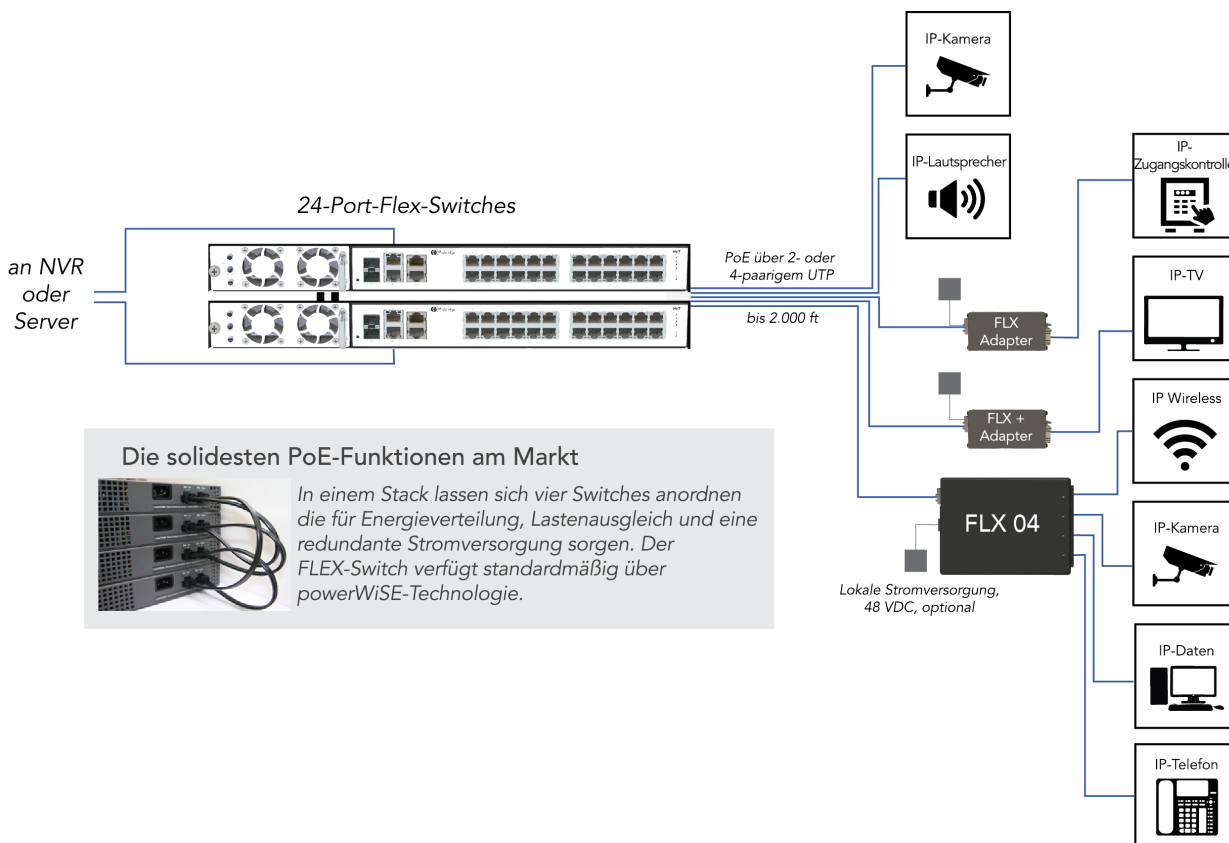 IP-Kamera
IP-Lautsprecher
IP-
Zugangskontrolle
24-Port-Flex-Switches
an NVR
oder
Server
PoE über 2- oder
4-paarigem UTP
bis 2.000 ft
IP-TV
FLX
Adapter
FLX +
Adapter
IP Wireless
Die solidesten PoE-Funktionen am Markt
In einem Stack lassen sich vier Switches anordnen
die für Energieverteilung, Lastenausgleich und eine
redundante Stromversorgung sorgen. Der
FLEX-Switch verfügt standardmäßig über
powerWiSE-Technologie.
FLX 04
Lokale Stromversorgung,
48 VDC, optional
IP-Kamera
IP-Daten
IP-Telefon